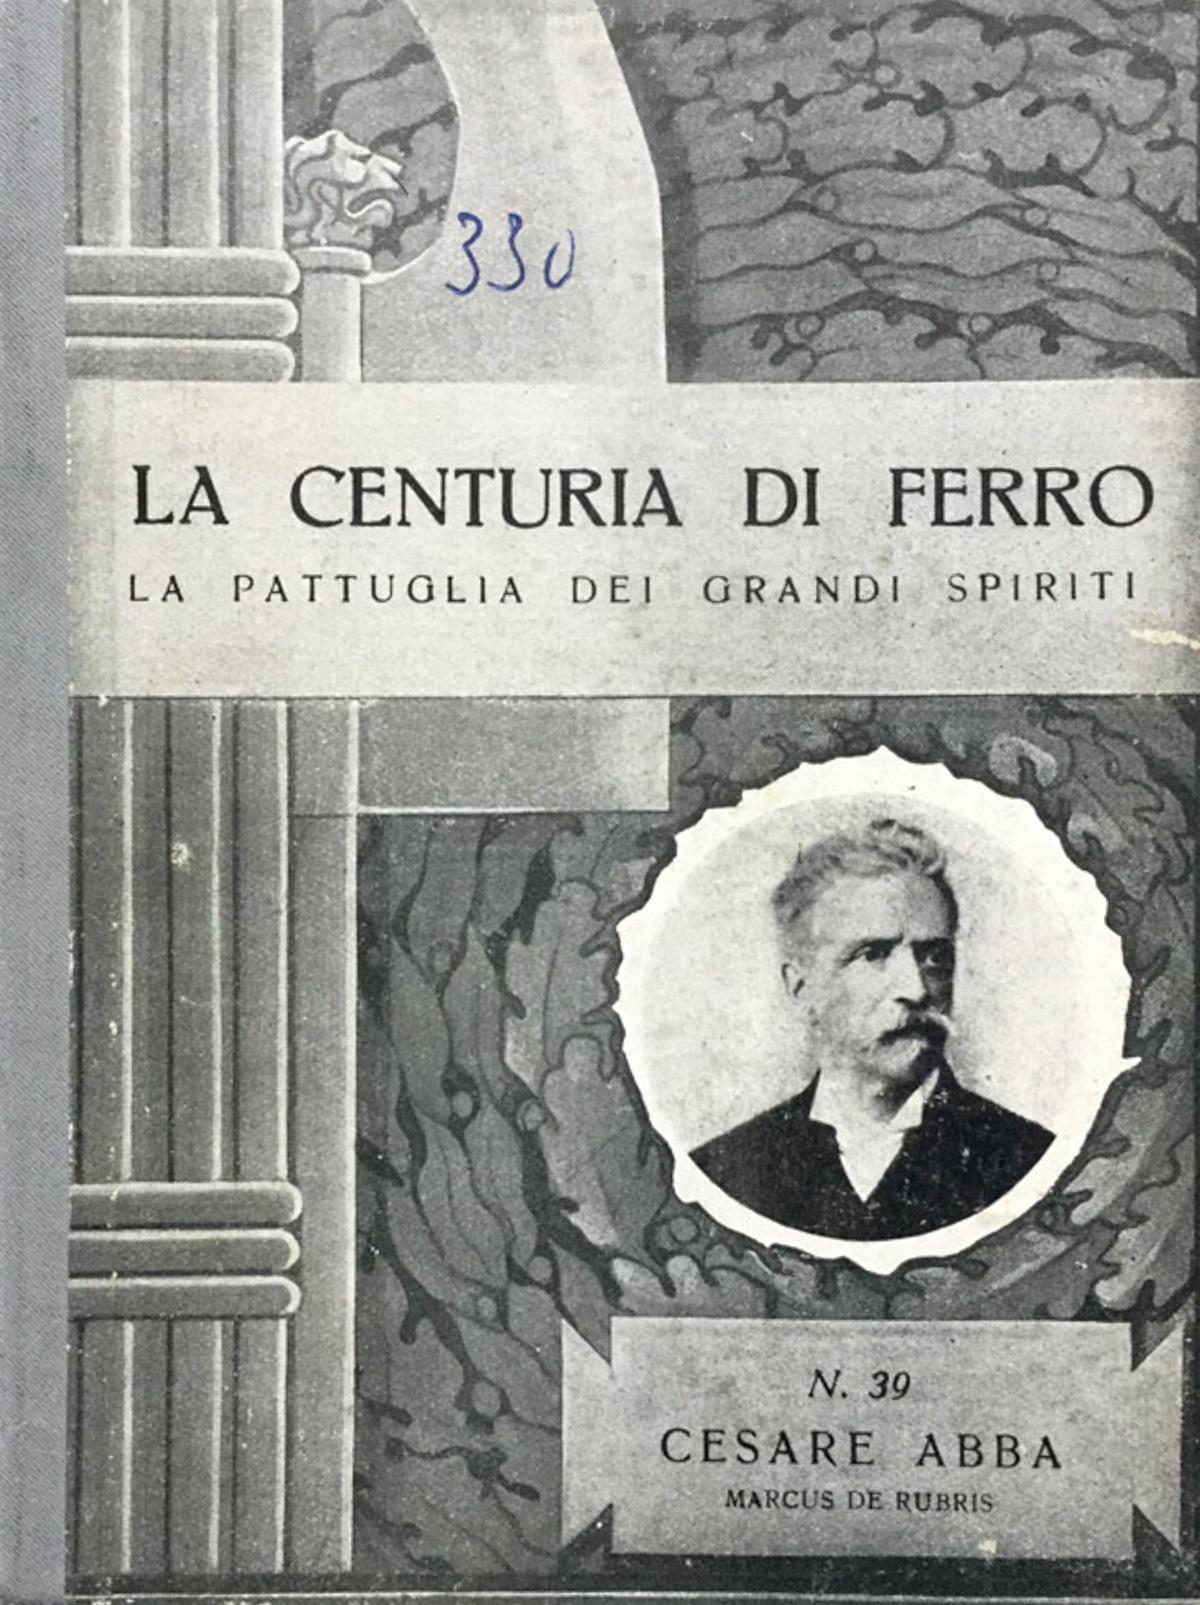 330
LA CENTURIA DI FERRO
LA PATTUGLIA DEI GRANDI SPIRITI
N. 39
CESARE ABBA
MARCUS DE RUBRIS